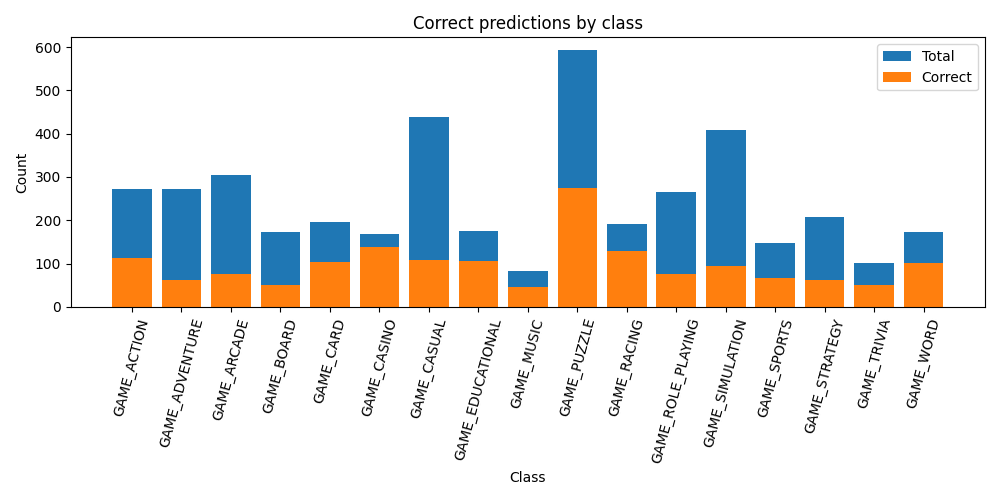 Correct predictions by class
Total
Correct
Count
600
500
400
300
200
100
0
GAME_ACTION
GAME_ADVENTURE
GAME_ARCADE
GAME_BOARD
GAME_CARD
GAME_CASINO
GAME_CASUAL
GAME_EDUCATIONAL
GAME_MUSIC
GAME_PUZZLE
GAME_RACING
GAME_ROLE_PLAYING
GAME_SIMULATION
GAME_SPORTS
GAME_STRATEGY
GAME_TRIVIA
GAME_WORD
Class